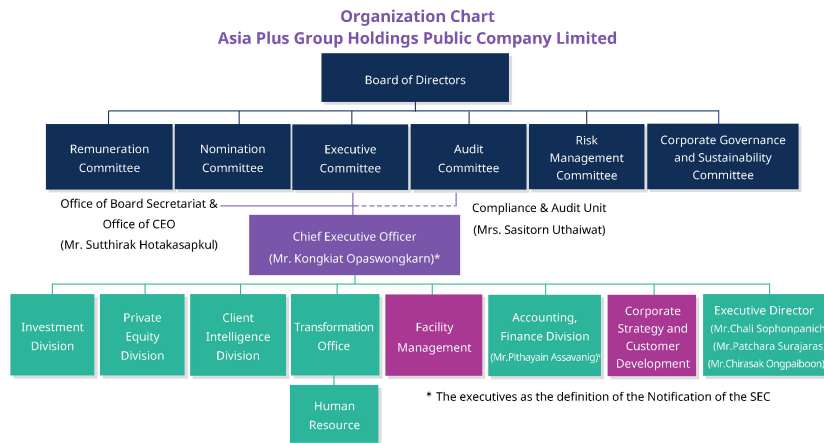 Organization Chart
Asia Plus Group Holdings Public Company Limited
Board of Directors
Remuneration
Committee
Nomination
Committee
Executive
Committee
Audit
Committee
Risk
Management
Committee
Corporate Governance
and Sustainability
Committee
Office of Board Secretariat &
Office of CEO
(Mr. Sutthirak Hotakasapkul)
Compliance & Audit Unit
(Mrs. Sasitorn Uthaiwat)
Chief Executive Officer
(Mr. Kongkiat Opaswongkarn)*
Investment
Division
Private
Equity
Division
Client
Intelligence
Division
Transformation
Office
Facility
Management
Accounting,
Finance Division
(Mr.Pithayain Assavanig)*
Corporate
Strategy and
Customer
Development
Executive Director
(Mr.Chali Sophonpanich
(Mr.Patchara Surajaras
(Mr.Chirasak Ongpaiboon)
Human
Resource
* The executives as the definition of the Notification of the SEC